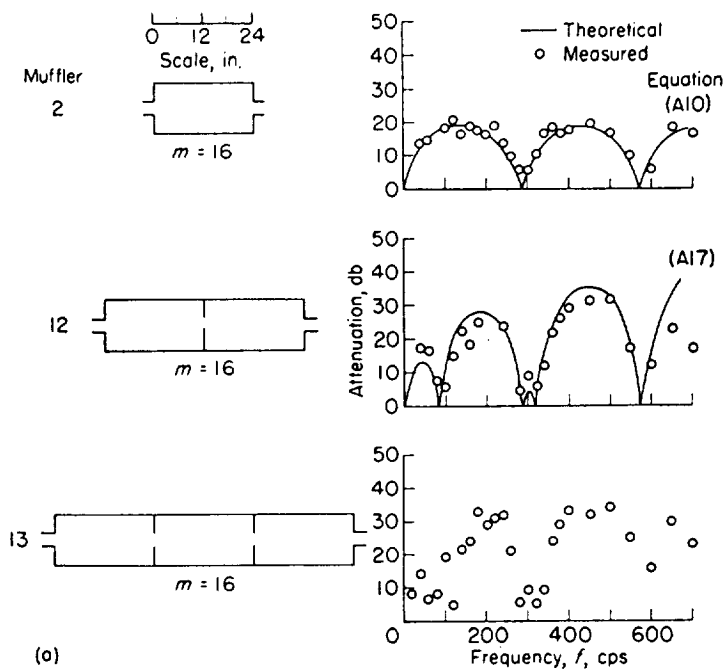 0 12 24
Scale, in.
Muffler
2
m = 16
50
40
30
20
10
0
Theoretical
Measured
Equation
(A10)
12
m = 16
Attenuation, db
50
40
30
20
10
0
(A17)
13
m = 16
50
40
30
20
10
0
200 400 600
Frequency, f, cps
(a)